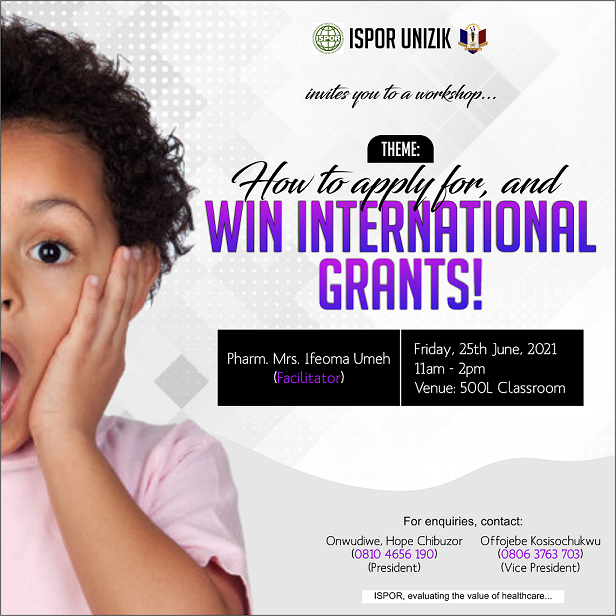 ISPOR
ISPOR UNIZIK
invites you to a workshop...
THEME:
How to apply for, and
WIN INTERNATIONAL
GRANTS!
Pharm. Mrs. Ifeoma Umeh
(Facilitator)
Friday, 25th June, 2021
11am - 2pm
Venue: 500L Classroom
For enquiries, contact:
Onwudiwe, Hope Chibuzor
(0810 4656 190)
(President)
Offojebe Kosisochukwu
(0806 3763 703)
(Vice President)
ISPOR, evaluating the value of healthcare...